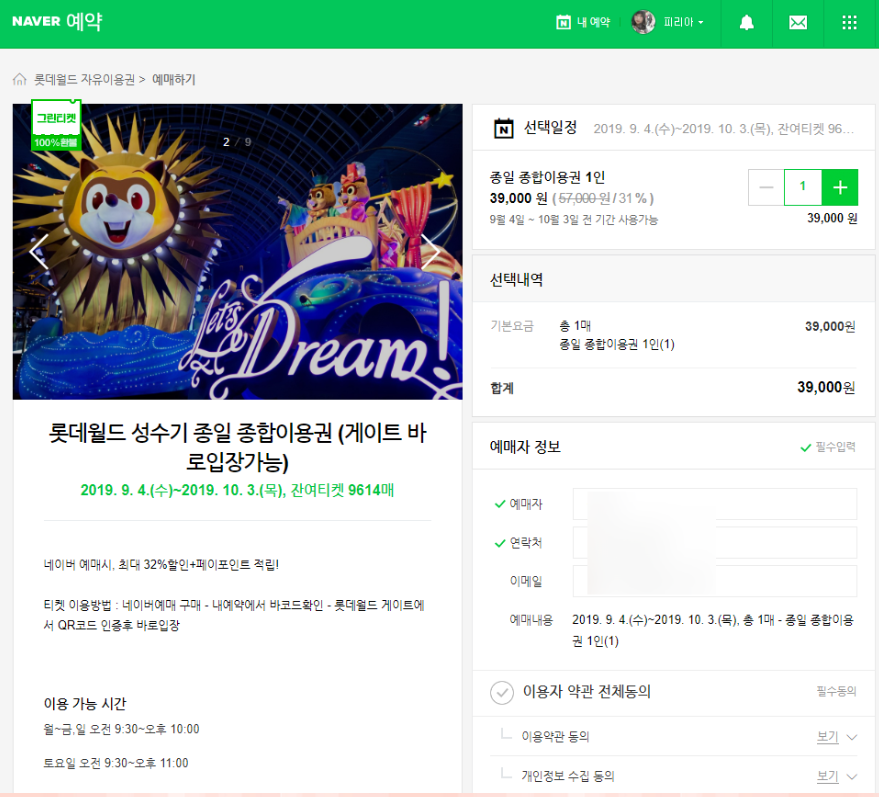 NAVER 예약
내 예약
피리아
롯데월드 자유이용권 > 예매하기
그린티켓
100%환불
2 / 9
Let's
Dream!
롯데월드 성수기 종일 종합이용권 (게이트 바
로입장가능)
2019. 9. 4.(수)~2019. 10. 3.(목), 잔여티켓 9614매
네이버 예매시, 최대 32%할인+페이포인트 적립!
티켓 이용방법 : 네이버예매 구매 - 내예약에서 바코드확인 - 롯데월드 게이트에
서 QR코드 인증후 바로입장
이용 가능 시간
월~금,일 오전 9:30~오후 10:00
토요일 오전 9:30~오후 11:00
N 선택일정 2019. 9. 4.(수)~2019. 10. 3.(목), 잔여티켓 96...
종일 종합이용권 1인
39,000 원 ( 57,000 원 / 31 % )
9월 4일 ~ 10월 3일 전 기간 사용가능
1
39,000 원
선택내역
기본요금 총 1매 39,000원
종일 종합이용권 1인(1)
합계 39,000원
예매자 정보 필수입력
예매자
연락처
이메일
예매내용 2019. 9. 4.(수)~2019. 10. 3.(목), 총 1매 - 종일 종합이용
권 1인(1)
이용자 약관 전체동의 필수동의
이용약관 동의 보기
개인정보 수집 동의 보기